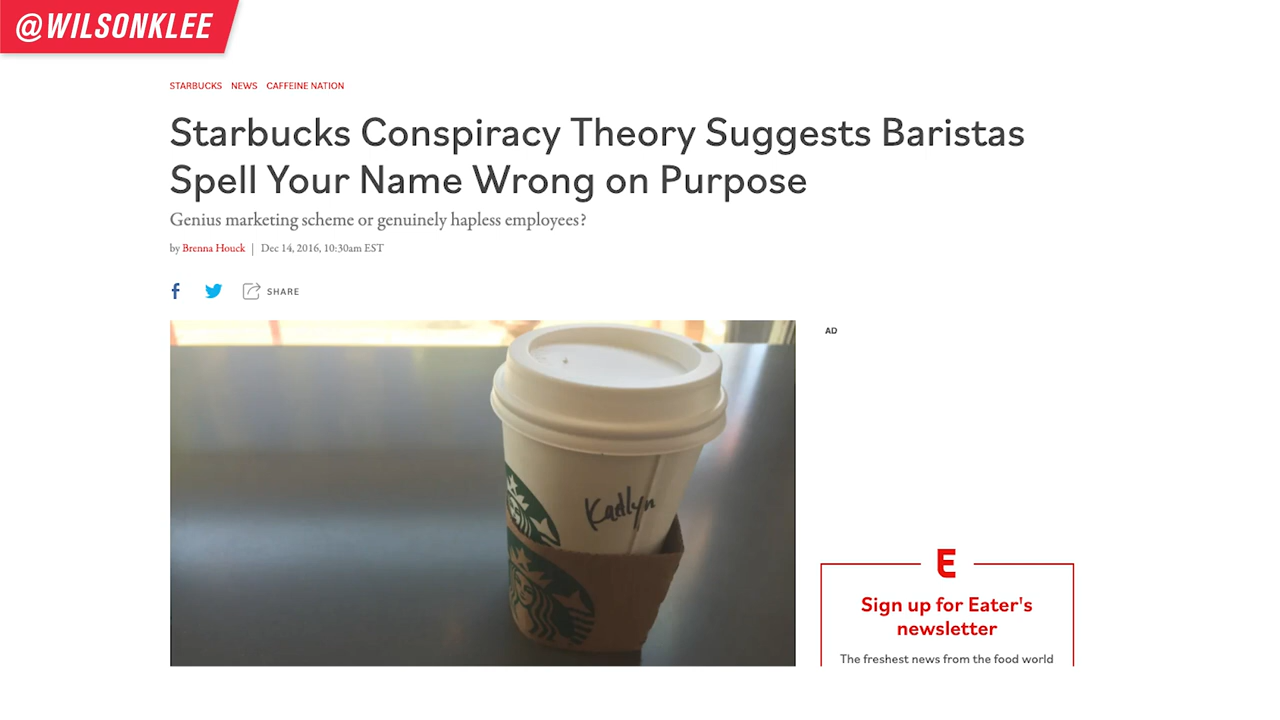 @WILSONKLEE
STARBUCKS NEWS CAFFEINE NATION
Starbucks Conspiracy Theory Suggests Baristas
Spell Your Name Wrong on Purpose
Genius marketing scheme or genuinely hapless employees?
by Brenna Houck | Dec 14, 2016, 10:30am EST
SHARE
AD
Kadlyn
E
Sign up for Eater's
newsletter
The freshest news from the food world